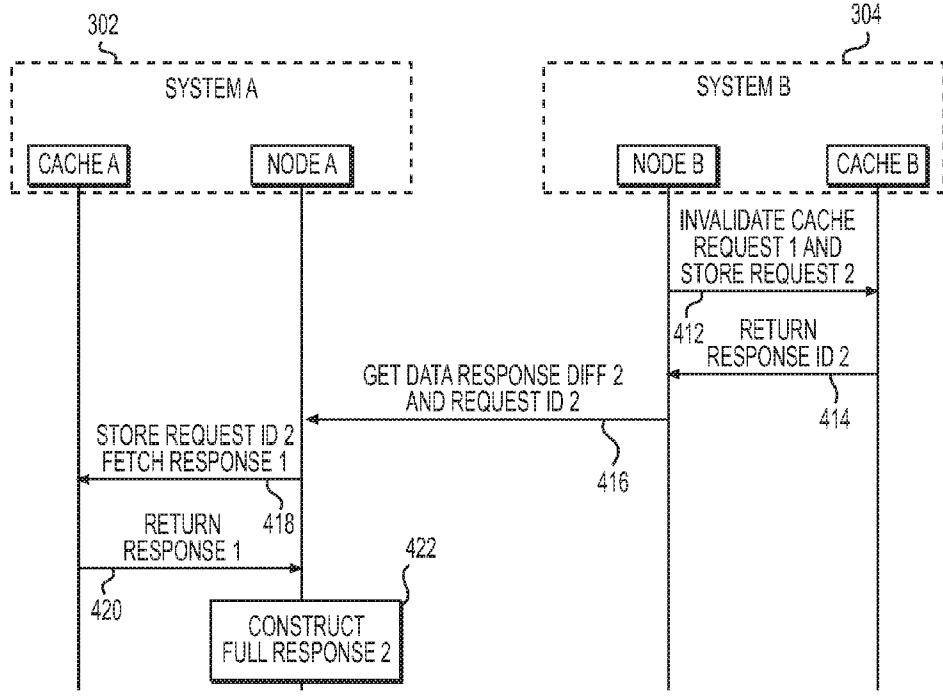 302
304
SYSTEM A
SYSTEM B
CACHE A
NODE A
NODE B
CACHE B
INVALIDATE CACHE
REQUEST 1 AND
STORE REQUEST 2
412
RETURN
RESPONSE ID 2
414
GET DATA RESPONSE DIFF 2
AND REQUEST ID 2
416
STORE REQUEST ID 2
FETCH RESPONSE 1
418
RETURN
RESPONSE 1
420
422
CONSTRUCT
FULL RESPONSE 2